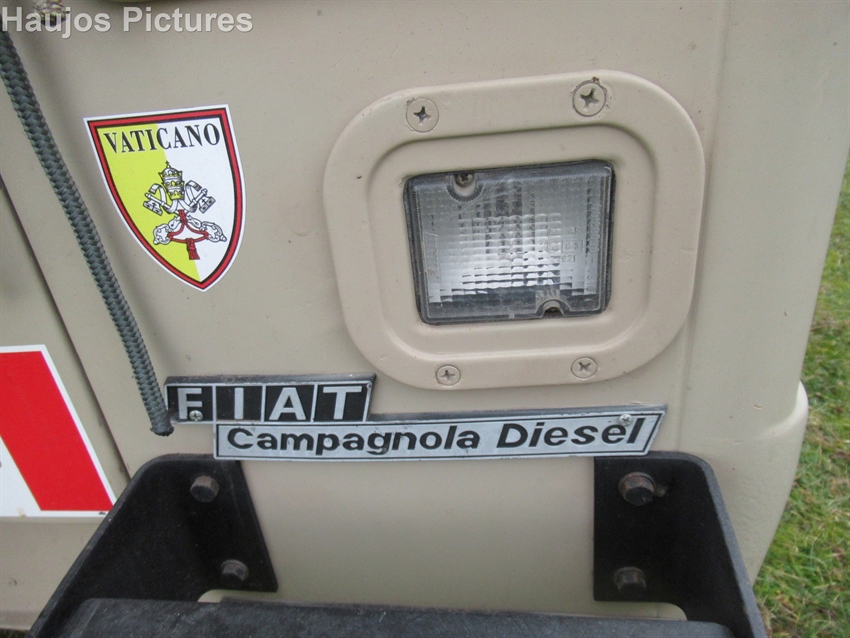 Haujos Pictures
VATICANO
FIAT
Campagnola Diesel